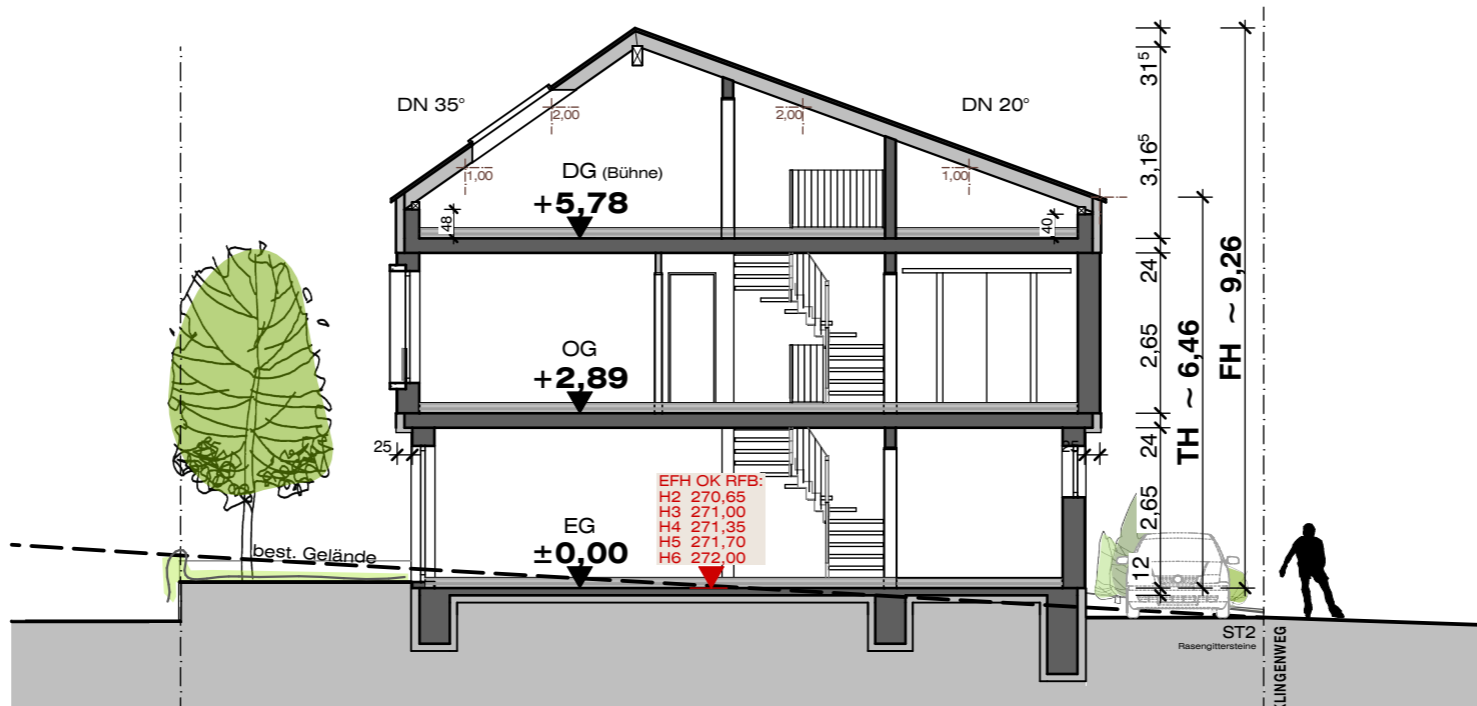 DN 35°
DN 20°
2,00
2,00
1,00
1,00
DG (Bühne)
+5,78
48
40
OG
+2,89
25
25
EFH OK RFB:
H2 270,65
H3 271,00
H4 271,35
H5 271,70
H6 272,00
EG
±0,00
best. Gelände
31⁵
3,16⁵
24
2,65
24
2,65
12
TH ~ 6,46
FH ~ 9,26
ST2
Rasengittersteine
KLINGENWEG